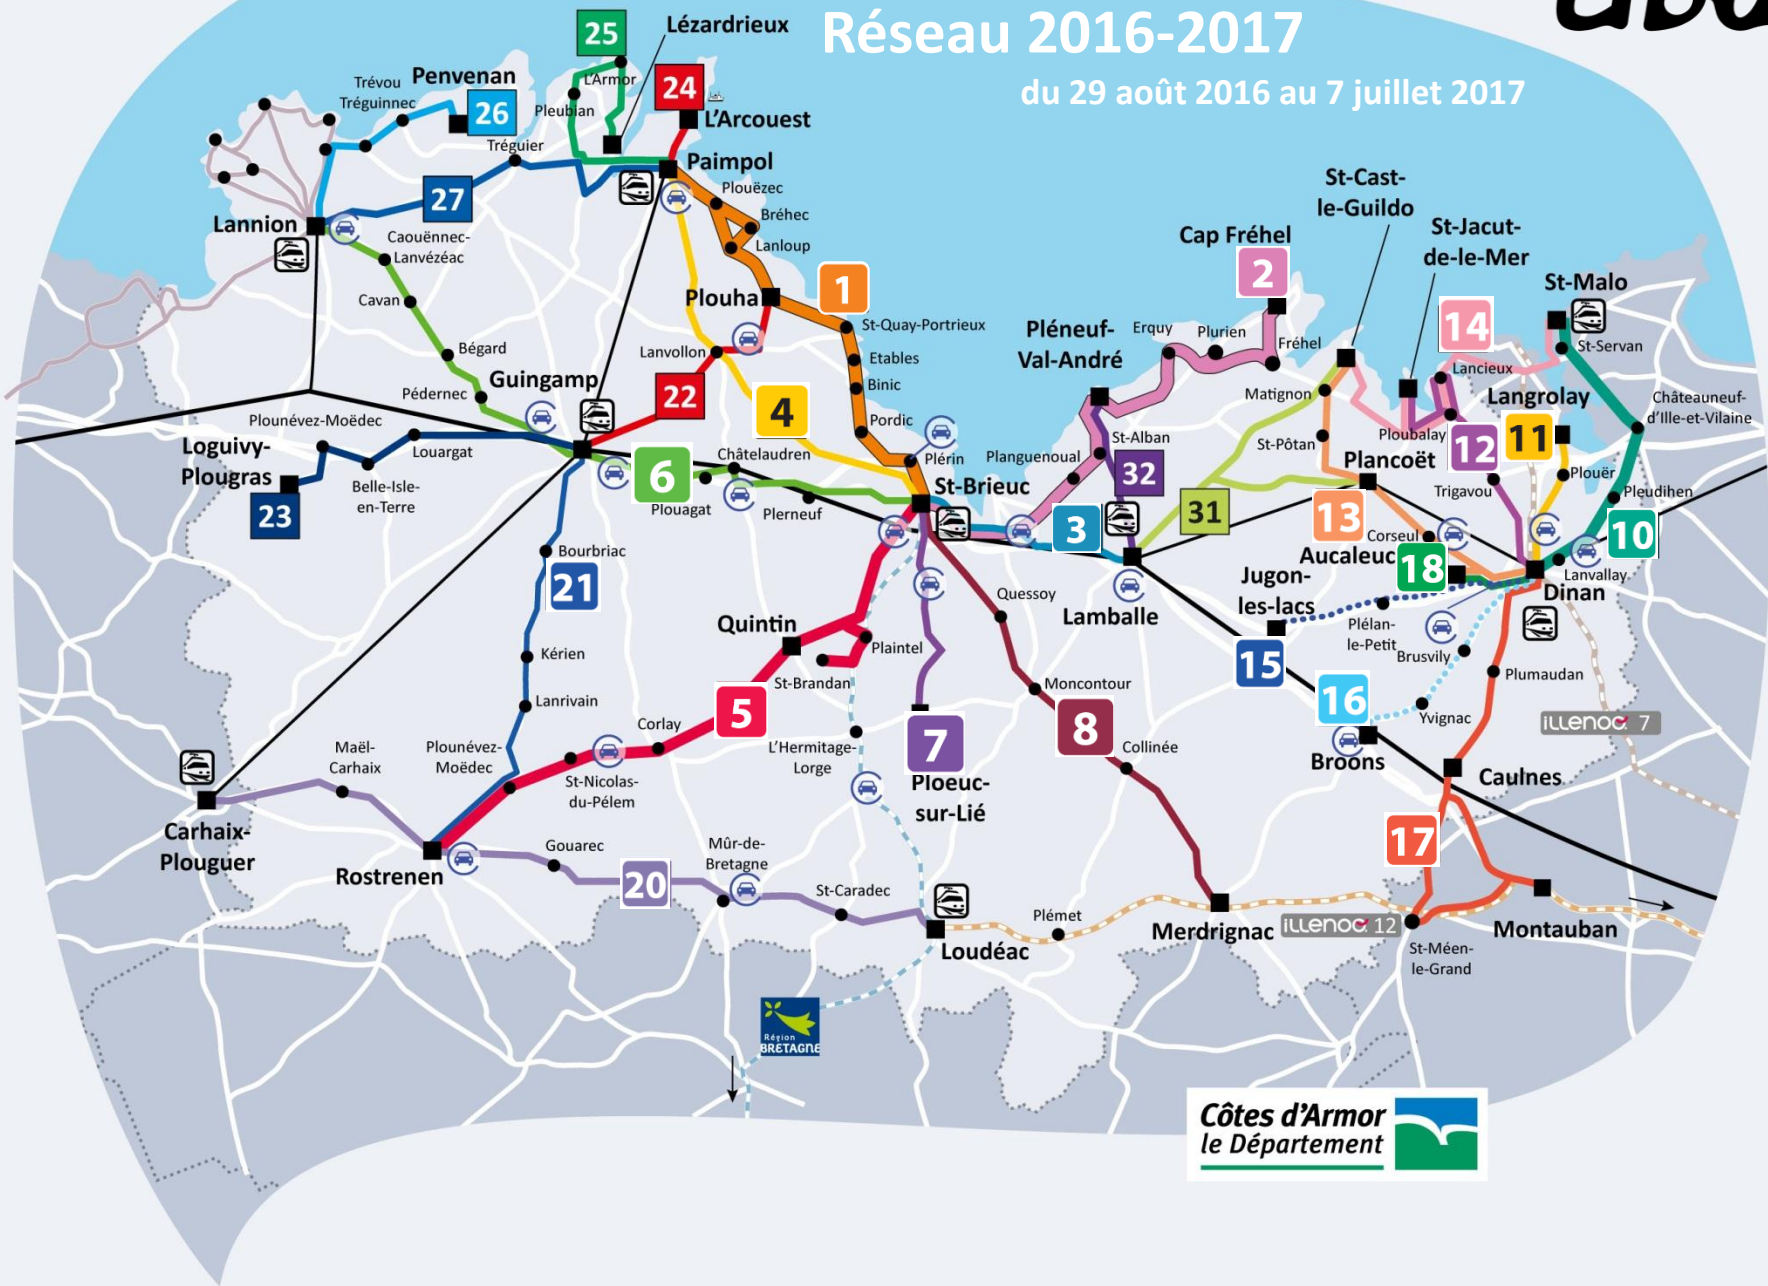 Réseau 2016-2017
du 29 août 2016 au 7 juillet 2017
25
Lézardrieux
L'Armor
Pleubian
24
L'Arcouest
Trévou
Tréguinnec
Penvenan
26
Tréguier
Paimpol
27
Lannion
Caouënnec-
Lanvézéac
Cavan
Bégard
Pédernec
Guingamp
Plouëzec
Bréhec
Lanloup
Plouha
1
St-Quay-Portrieux
Etables
Binic
Pordic
Plérin
Lanvollon
22
4
Plounévez-Moëdec
Loguivy-
Plougras
Louargat
Belle-Isle-
en-Terre
23
6
Châtelaudren
Plouagat
Plerneuf
St-Brieuc
Cap Fréhel
2
St-Cast-
le-Guildo
St-Jacut-
de-le-Mer
St-Malo
St-Servan
14
Pléneuf-
Val-André
Erquy
Plurien
Fréhel
Lancieux
Langrolay
Châteauneuf-
d'Ille-et-Vilaine
Matignon
St-Pôtan
Ploubalay
12
11
Plouër
Plancoët
Trigavou
Pleudihen
St-Alban
Planguenoual
32
3
31
13
Corseul
10
Aucaleuc
18
Lanvallay
Dinan
Jugon-
les-lacs
Plélan-
le-Petit
Brusvily
Lamballe
15
16
Yvignac
Plumaudan
Broons
illenoo 7
Caulnes
17
Bourbriac
21
Kérien
Lanrivain
Quintin
Plaintel
St-Brandan
Quessoy
Moncontour
5
7
8
Collinée
Corlay
L'Hermitage-
Lorge
Ploeuc-
sur-Lié
Maël-
Carhaix
Plounévez-
Moëdec
St-Nicolas-
du-Pélem
Carhaix-
Plouguer
Rostrenen
Gouarec
20
Mûr-de-
Bretagne
St-Caradec
Loudéac
Plémet
Merdrignac
illenoo 12
St-Méen-
le-Grand
Montauban
Région
BRETAGNE
Côtes d'Armor
le Département